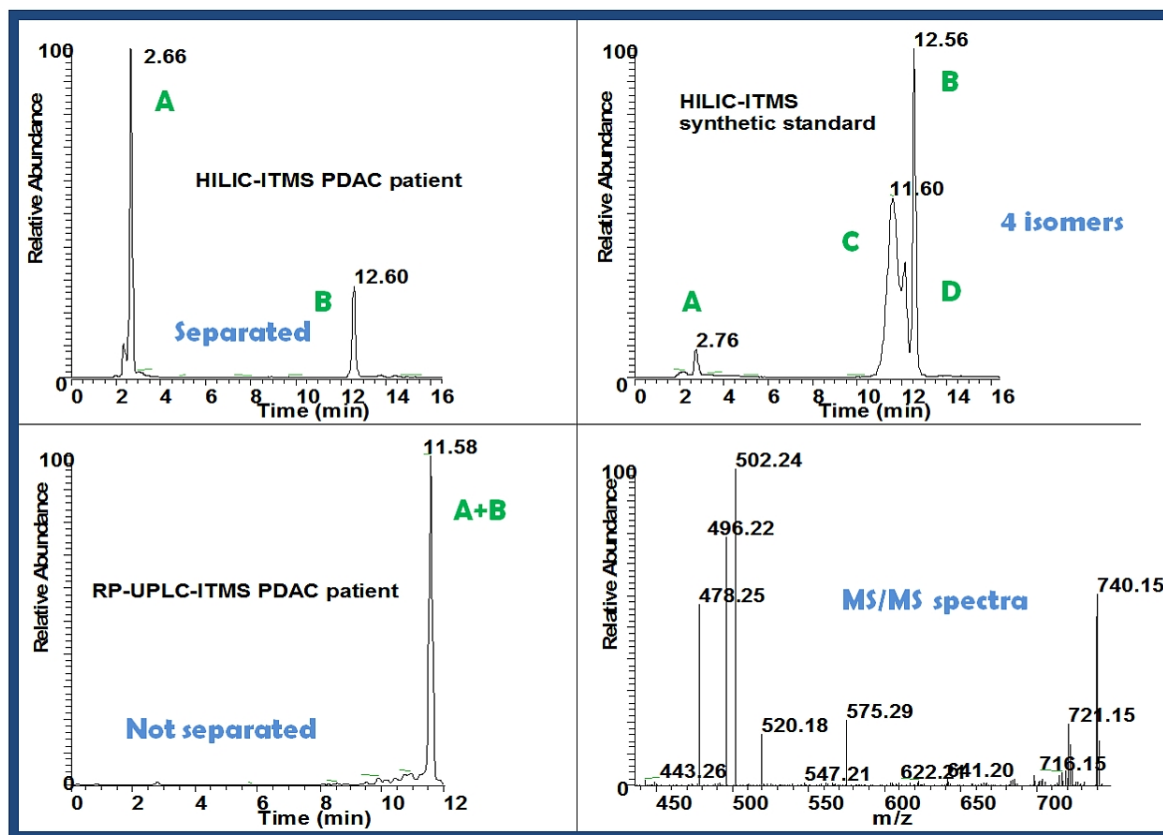 100
2.66
A
HILIC-ITMS PDAC patient
B
12.60
Separated
Relative Abundance
0
0 2 4 6 8 10 12 14 16
Time (min)
100
12.56
B
HILIC-ITMS
synthetic standard
11.60
4 isomers
C
D
A
2.76
Relative Abundance
0
0 2 4 6 8 10 12 14 16
Time (min)
100
11.58
A+B
RP-UPLC-ITMS PDAC patient
Not separated
Relative Abundance
0
0 2 4 6 8 10 12
Time (min)
100
502.24
496.22
740.15
478.25
MS/MS spectra
575.29
520.18
721.15
443.26
547.21
622.21
641.20
716.15
Relative Abundance
0
450 500 550 600 650 700
m/z